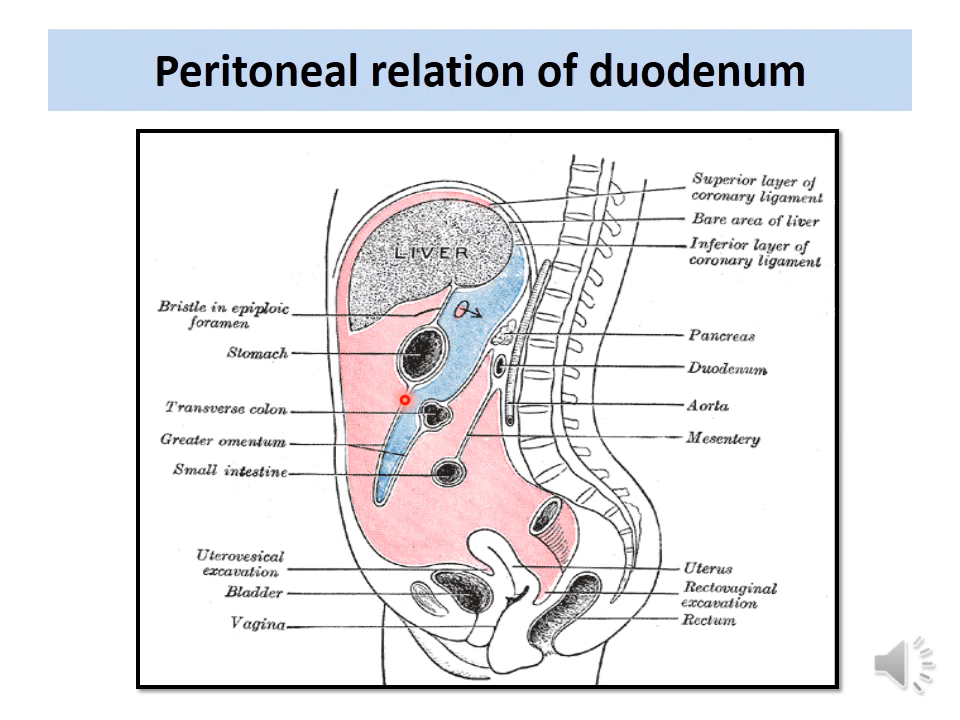 Peritoneal relation of duodenum
Superior layer of
coronary ligament
Bare area of liver
Inferior layer of
coronary ligament
LIVER
Bristle in epiploic
foramen
Stomach
Pancreas
Duodenum
Transverse colon
Aorta
Greater omentum
Mesentery
Small intestine
Uterovesical
excavation
Bladder
Vagina
Uterus
Rectovaginal
excavation
Rectum